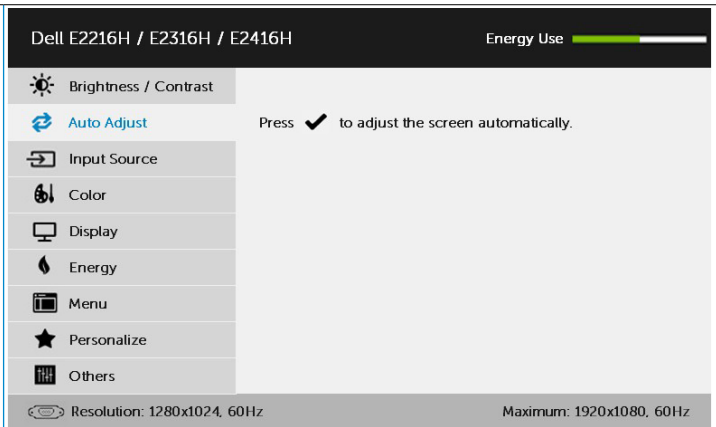 Dell E2216H / E2316H / E2416H Energy Use
Brightness / Contrast
Auto Adjust Press ✔ to adjust the screen automatically.
Input Source
Color
Display
Energy
Menu
Personalize
Others
Resolution: 1280x1024, 60Hz Maximum: 1920x1080, 60Hz